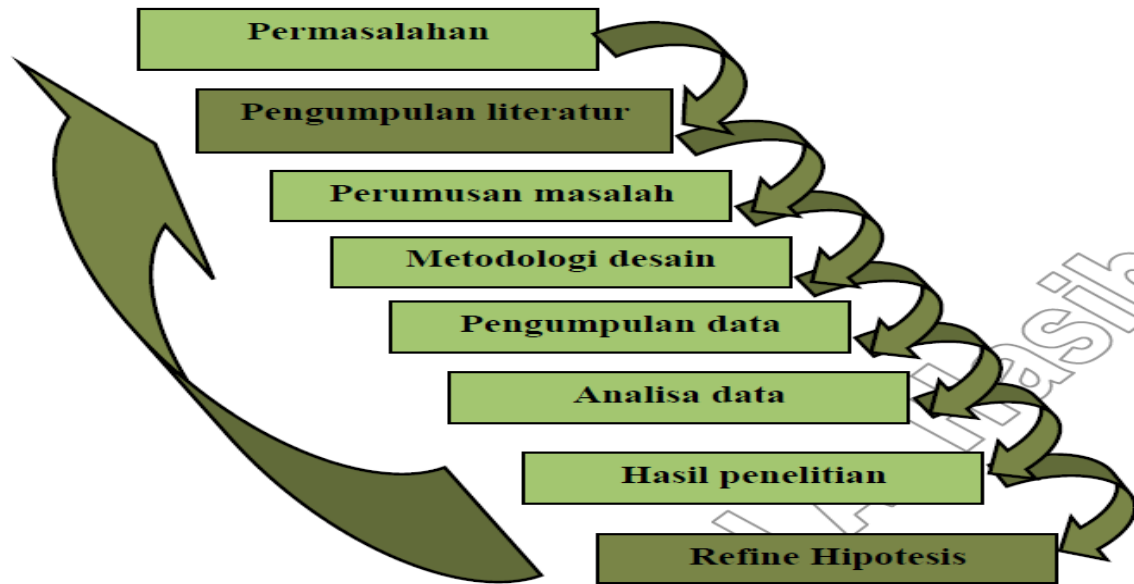 Permasalahan
Pengumpulan literatur
Perumusan masalah
Metodologi desain
Pengumpulan data
Analisa data
Hasil penelitian
Refine Hipotesis